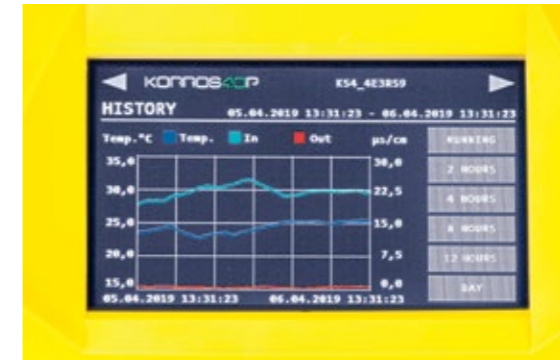 KORROS4DP KS4_4E3RS9
HISTORY 05.04.2019 13:31:23 - 06.04.2019 13:31:23
Temp.°C Temp. In Out µs/cm
RUNNING
35,0 30,0
2 HOURS
30,0 22,5
4 HOURS
25,0 15,0
8 HOURS
20,0 7,5
12 HOURS
15,0 0,0
DAY
05.04.2019 13:31:23 06.04.2019 13:31:23